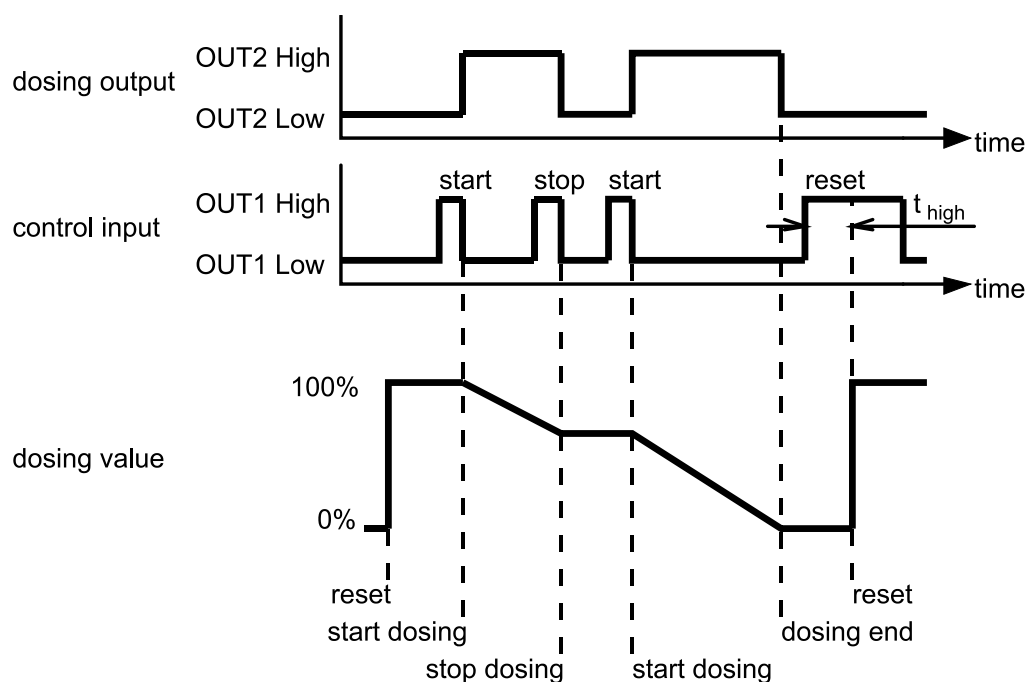 OUT2 High
dosing output
OUT2 Low
time
start stop start reset
OUT1 High
t high
control input
OUT1 Low
time
100%
dosing value
0%
reset reset
start dosing dosing end
stop dosing start dosing